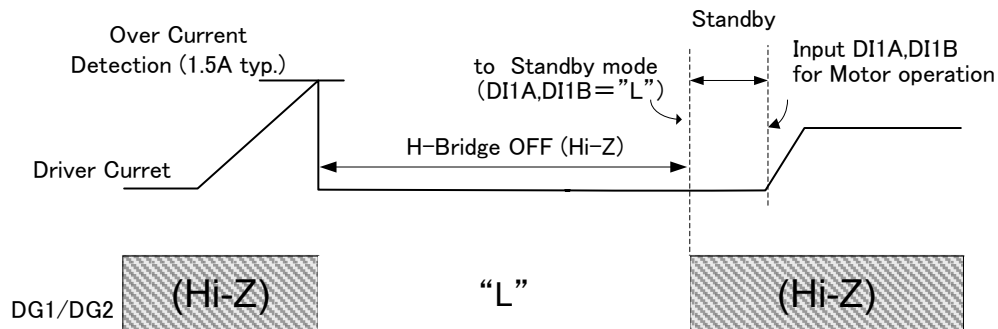 Standby
Over Current
Detection (1.5A typ.)
to Standby mode
(DI1A,DI1B＝”L”)
Input DI1A,DI1B
for Motor operation
H-Bridge OFF (Hi-Z)
Driver Curret
DG1/DG2
(Hi-Z)
“L”
(Hi-Z)